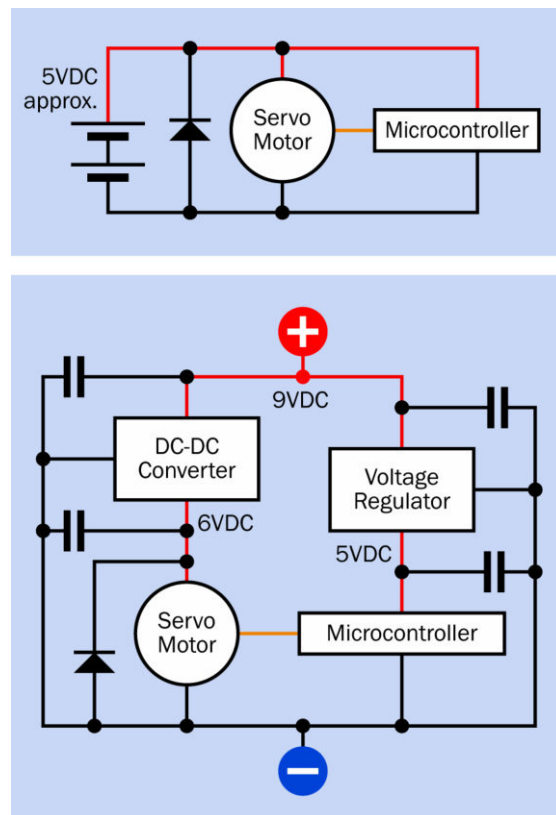 5VDC
approx.
Servo
Motor
Microcontroller
+
9VDC
DC-DC
Converter
Voltage
Regulator
6VDC
5VDC
Servo
Motor
Microcontroller
−